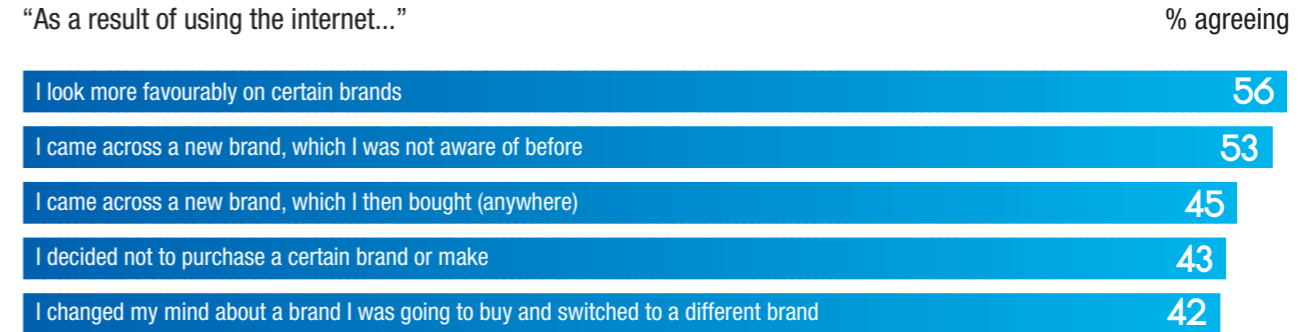 “As a result of using the internet...” % agreeing
I look more favourably on certain brands 56
I came across a new brand, which I was not aware of before 53
I came across a new brand, which I then bought (anywhere) 45
I decided not to purchase a certain brand or make 43
I changed my mind about a brand I was going to buy and switched to a different brand 42